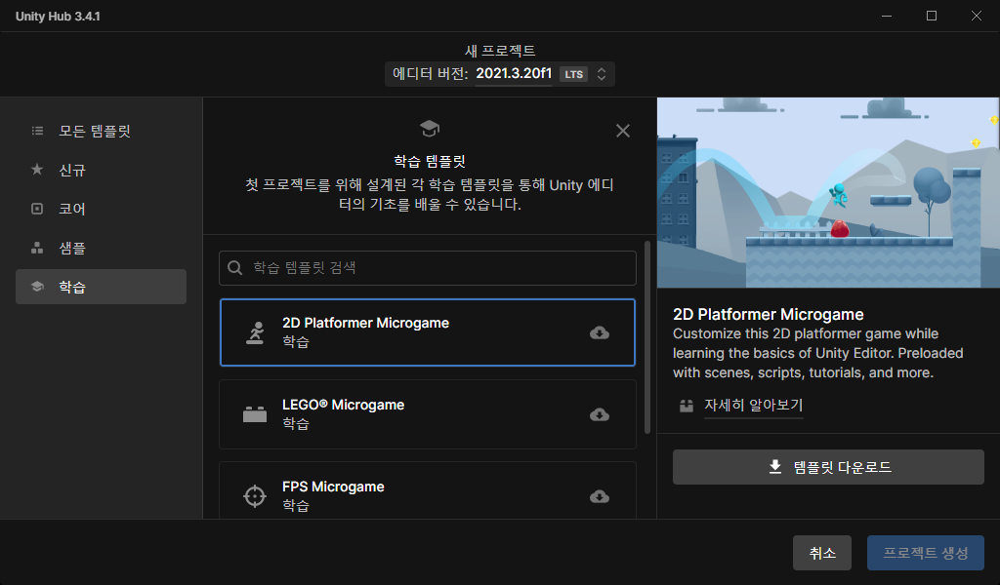 Unity Hub 3.4.1
새 프로젝트
에디터 버전: 2021.3.20f1 LTS
모든 템플릿
신규
코어
샘플
학습
학습 템플릿
첫 프로젝트를 위해 설계된 각 학습 템플릿을 통해 Unity 에디
터의 기초를 배울 수 있습니다.
학습 템플릿 검색
2D Platformer Microgame
학습
LEGO® Microgame
학습
FPS Microgame
학습
2D Platformer Microgame
Customize this 2D platformer game while
learning the basics of Unity Editor. Preloaded
with scenes, scripts, tutorials, and more.
자세히 알아보기
템플릿 다운로드
취소
프로젝트 생성